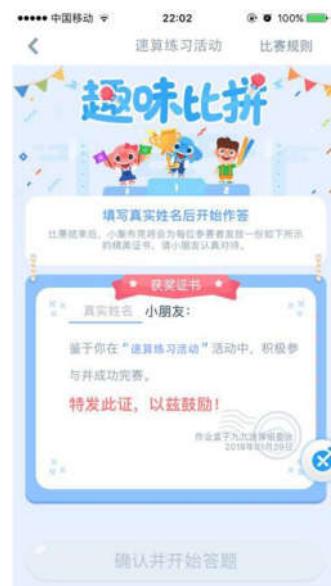 中国移动 22:02 100%
速算练习活动 比赛规则
趣味比拼
2 1 3
填写真实姓名后开始作答
比赛结束后，小聚布克将会为每位参赛者发放一份如下所示
的精美证书，请小朋友认真对待。
获奖证书
真实姓名 小朋友：
鉴于你在“速算练习活动”活动中，积极参
与并成功完赛。
特发此证，以兹鼓励！
确认并开始答题